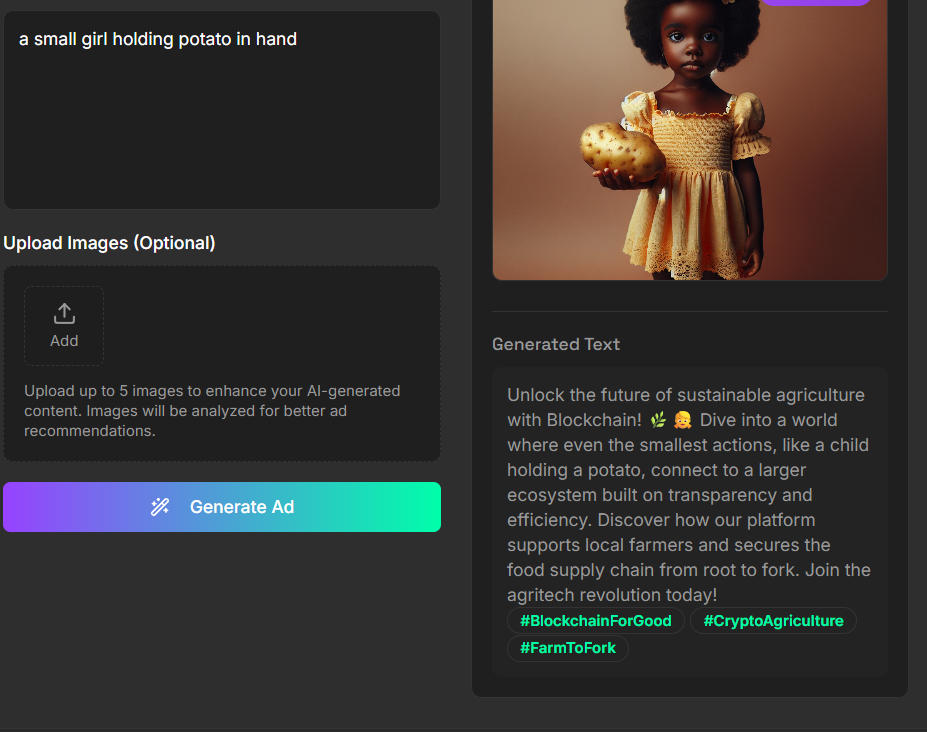 a small girl holding potato in hand
Upload Images (Optional)
Add
Upload up to 5 images to enhance your AI-generated
content. Images will be analyzed for better ad
recommendations.
Generate Ad
Generated Text
Unlock the future of sustainable agriculture
with Blockchain! 🌿 👧 Dive into a world
where even the smallest actions, like a child
holding a potato, connect to a larger
ecosystem built on transparency and
efficiency. Discover how our platform
supports local farmers and secures the
food supply chain from root to fork. Join the
agritech revolution today!
#BlockchainForGood #CryptoAgriculture
#FarmToFork